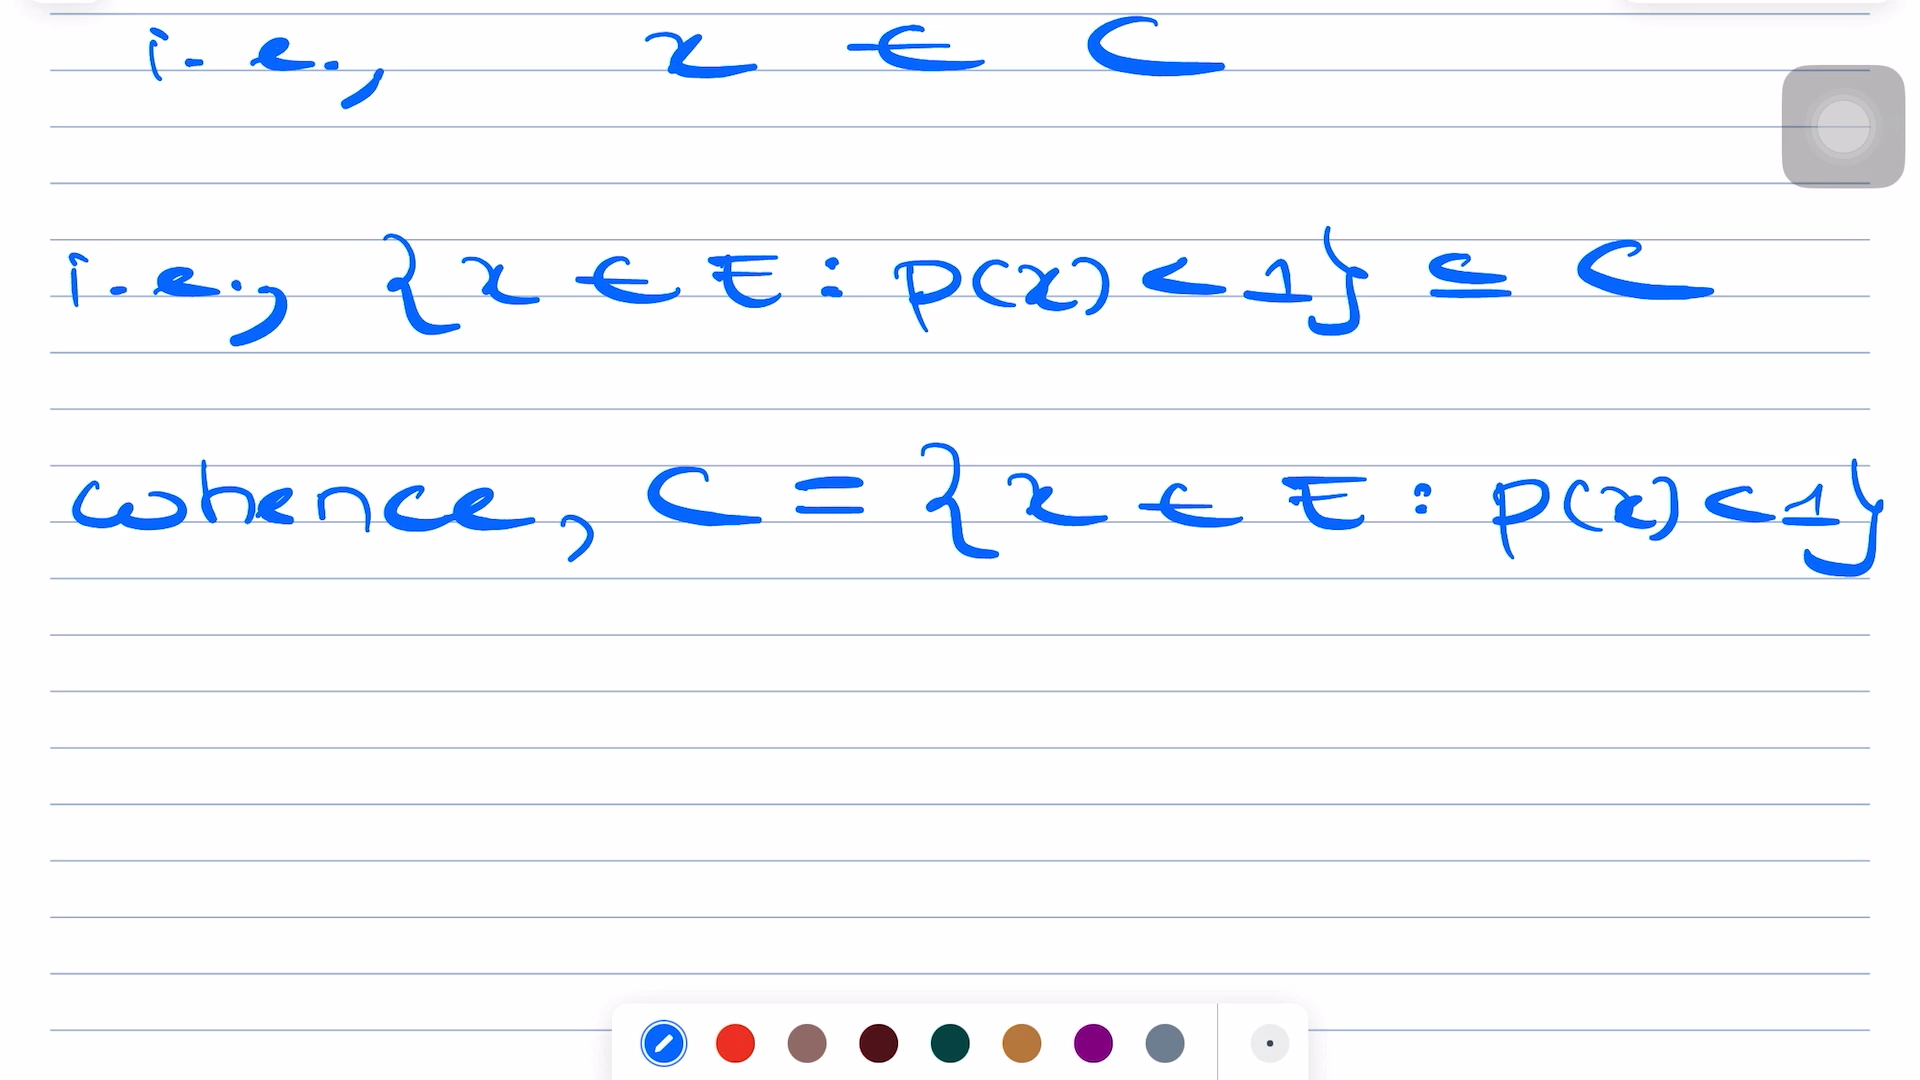 i.e., x ∈ C
i.e., {x ∈ E : p(x) < 1} ⊆ C
whence, C = {x ∈ E : p(x) < 1}